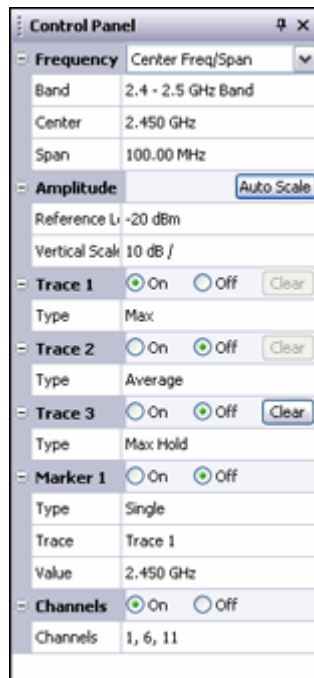 Control Panel
Frequency Center Freq/Span
Band 2.4 - 2.5 GHz Band
Center 2.450 GHz
Span 100.00 MHz
Amplitude Auto Scale
Reference L -20 dBm
Vertical Scale 10 dB /
Trace 1 On Off Clear
Type Max
Trace 2 On Off Clear
Type Average
Trace 3 On Off Clear
Type Max Hold
Marker 1 On Off
Type Single
Trace Trace 1
Value 2.450 GHz
Channels On Off
Channels 1, 6, 11